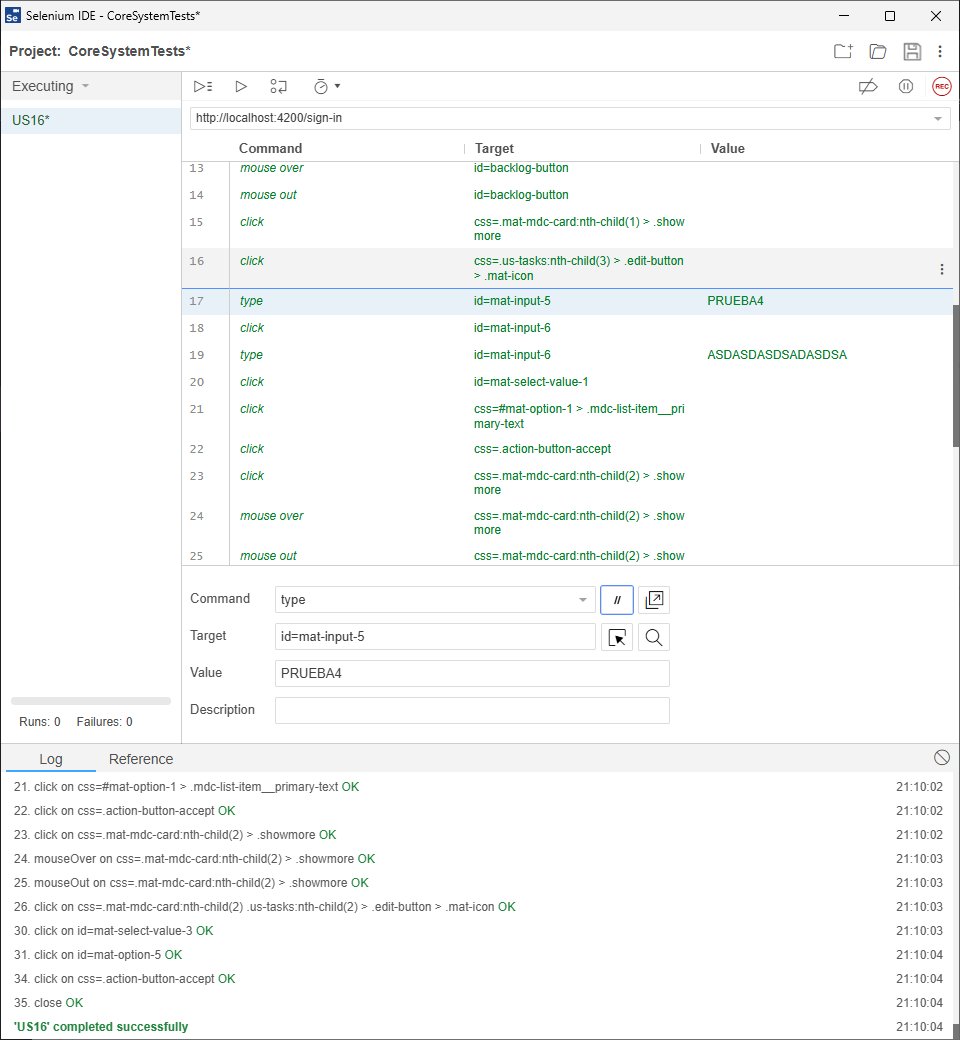 Selenium IDE - CoreSystemTests*
Project: CoreSystemTests*
Executing
REC
US16*
http://localhost:4200/sign-in
Command Target Value
13 mouse over id=backlog-button
14 mouse out id=backlog-button
15 click css=.mat-mdc-card:nth-child(1) > .show
more
16 click css=.us-tasks:nth-child(3) > .edit-button
> .mat-icon
17 type id=mat-input-5 PRUEBA4
18 click id=mat-input-6
19 type id=mat-input-6 ASDASDASDSADASDSA
20 click id=mat-select-value-1
21 click css=#mat-option-1 > .mdc-list-item__pri
mary-text
22 click css=.action-button-accept
23 click css=.mat-mdc-card:nth-child(2) > .show
more
24 mouse over css=.mat-mdc-card:nth-child(2) > .show
more
25 mouse out css=.mat-mdc-card:nth-child(2) > .show
Command type //
Target id=mat-input-5
Value PRUEBA4
Description
Runs: 0 Failures: 0
Log Reference
21. click on css=#mat-option-1 > .mdc-list-item__primary-text OK 21:10:02
22. click on css=.action-button-accept OK 21:10:02
23. click on css=.mat-mdc-card:nth-child(2) > .showmore OK 21:10:02
24. mouseOver on css=.mat-mdc-card:nth-child(2) > .showmore OK 21:10:03
25. mouseOut on css=.mat-mdc-card:nth-child(2) > .showmore OK 21:10:03
26. click on css=.mat-mdc-card:nth-child(2) .us-tasks:nth-child(2) > .edit-button > .mat-icon OK 21:10:03
30. click on id=mat-select-value-3 OK 21:10:03
31. click on id=mat-option-5 OK 21:10:04
34. click on css=.action-button-accept OK 21:10:04
35. close OK 21:10:04
'US16' completed successfully 21:10:04